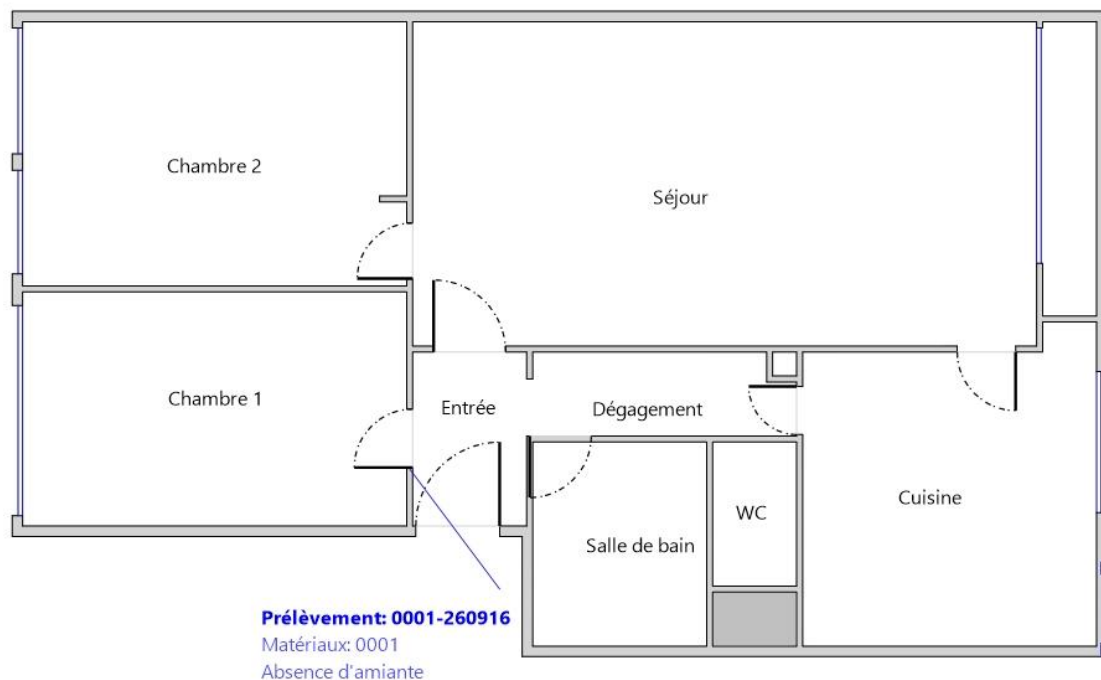 Chambre 2
Séjour
Chambre 1
Entrée
Dégagement
Cuisine
WC
Salle de bain
Prélèvement: 0001-260916
Matériaux: 0001
Absence d'amiante